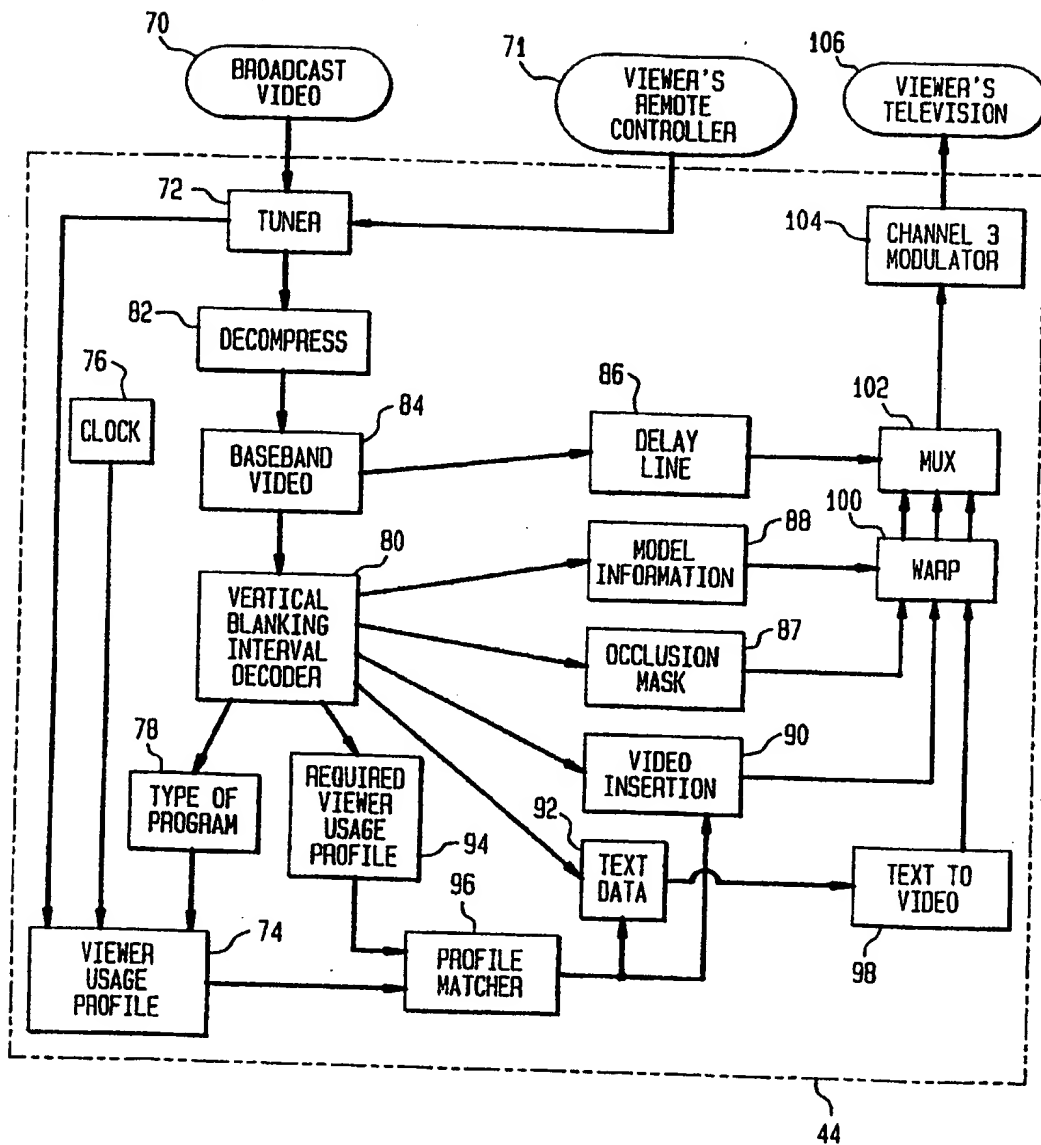 70
BROADCAST
VIDEO
71
VIEWER'S
REMOTE
CONTROLLER
106
VIEWER'S
TELEVISION
72
TUNER
104
CHANNEL 3
MODULATOR
82
DECOMPRESS
76
CLOCK
84
BASEBAND
VIDEO
86
DELAY
LINE
102
MUX
80
VERTICAL
BLANKING
INTERVAL
DECODER
88
MODEL
INFORMATION
100
WARP
87
OCCLUSION
MASK
78
TYPE OF
PROGRAM
REQUIRED
VIEWER
USAGE
PROFILE
94
90
VIDEO
INSERTION
92
TEXT
DATA
TEXT TO
VIDEO
98
74
VIEWER
USAGE
PROFILE
96
PROFILE
MATCHER
44